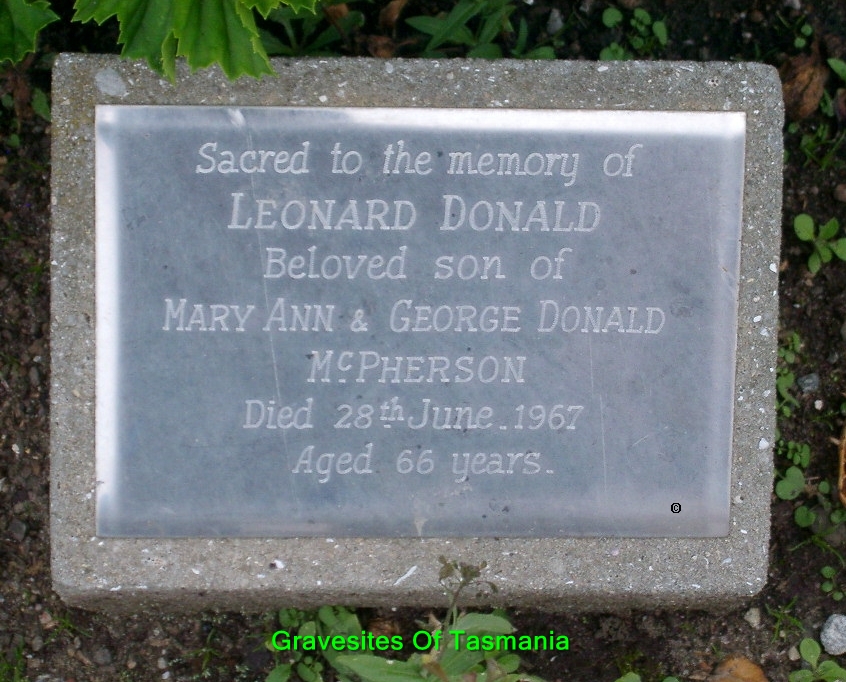 Sacred to the memory of
LEONARD DONALD
Beloved son of
MARY ANN & GEORGE DONALD
McPHERSON
Died 28th June.1967
Aged 66 years.
©
Gravesites Of Tasmania